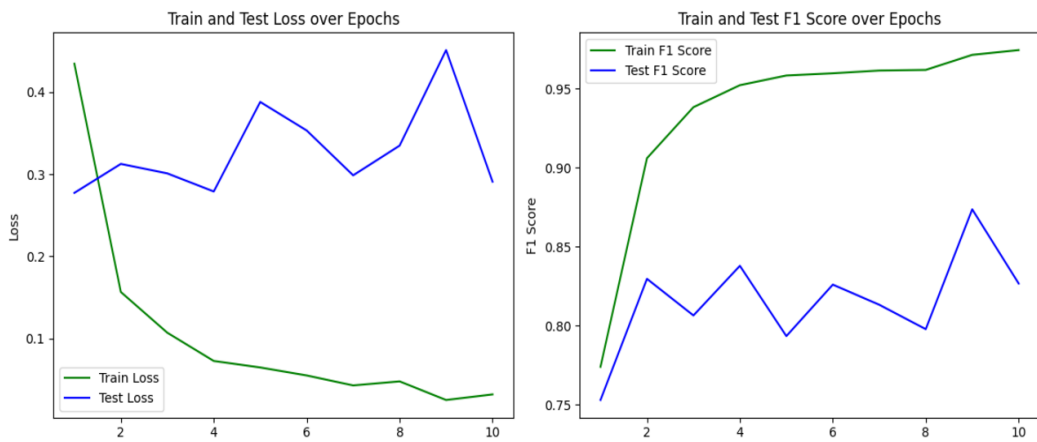 Train and Test Loss over Epochs
Loss
0.4
0.3
0.2
0.1
Train Loss
Test Loss
2
4
6
8
10
Train and Test F1 Score over Epochs
F1 Score
Train F1 Score
Test F1 Score
0.95
0.90
0.85
0.80
0.75
2
4
6
8
10